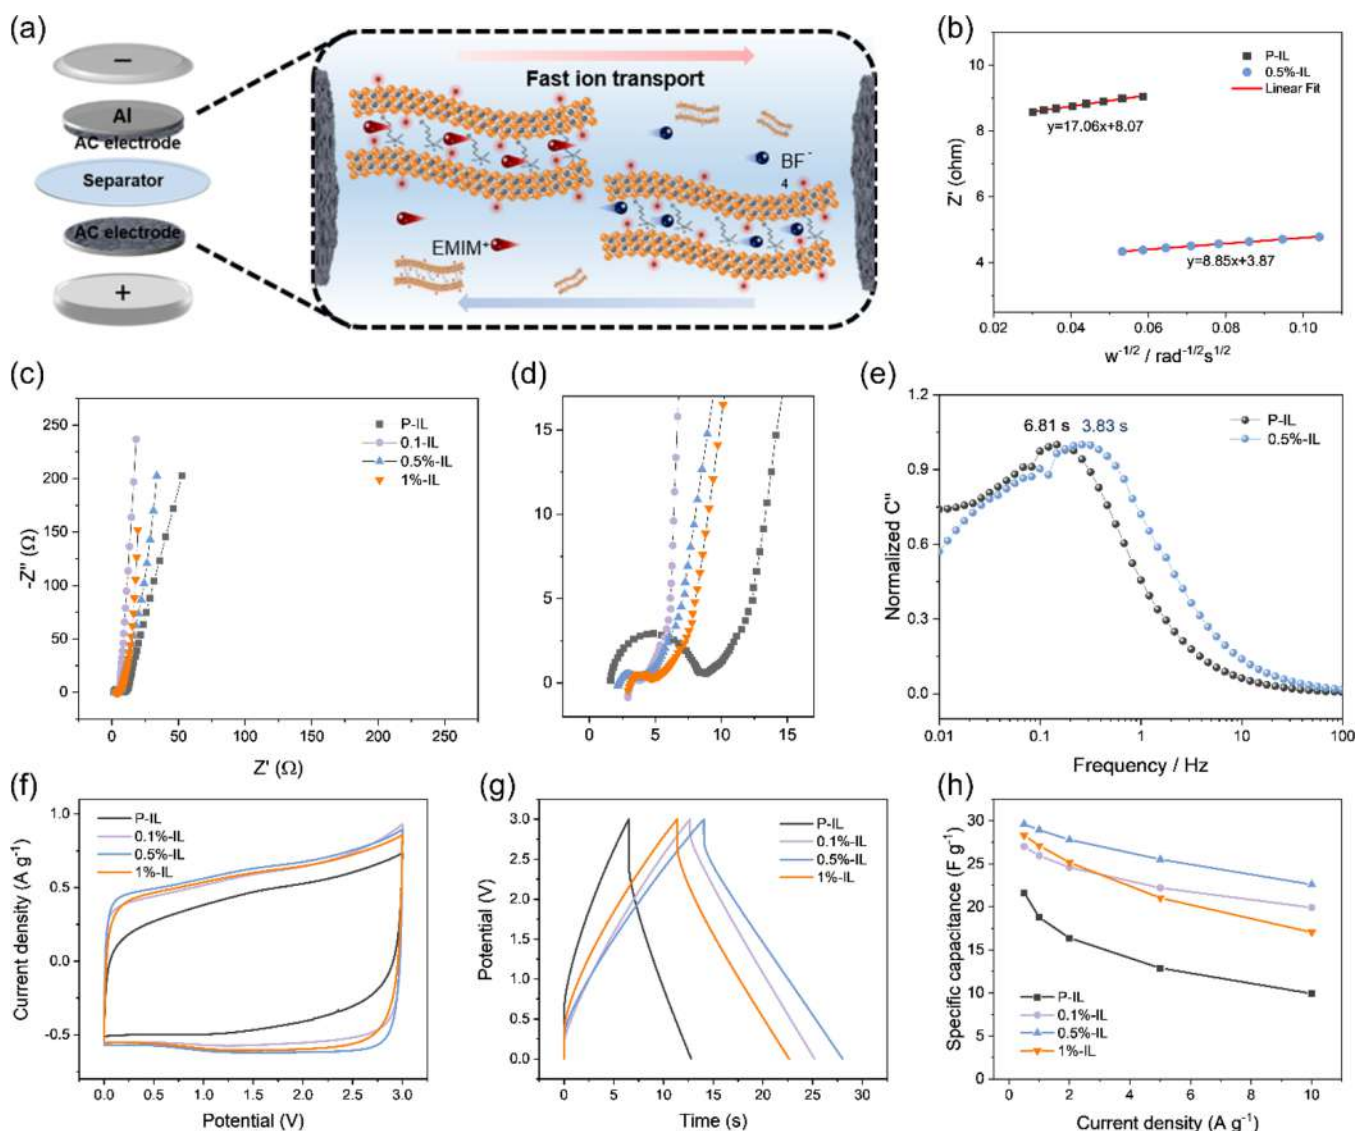 (a)
−
Al
AC electrode
Separator
AC electrode
+
Fast ion transport
BF4-
EMIM+
(b)
P-IL
0.5%-IL
Linear Fit
y=17.06x+8.07
y=8.85x+3.87
Z' (ohm)
10
8
6
4
0.02 0.04 0.06 0.08 0.10
w-1/2 / rad-1/2s1/2
(c)
P-IL
0.1-IL
0.5%-IL
1%-IL
-Z'' (Ω)
250
200
150
100
50
0
0 50 100 150 200 250
Z' (Ω)
(d)
15
10
5
0
0 5 10 15
(e)
6.81 s 3.83 s
P-IL
0.5%-IL
Normalized C''
1.2
0.9
0.6
0.3
0.0
0.01 0.1 1 10 100
Frequency / Hz
(f)
P-IL
0.1%-IL
0.5%-IL
1%-IL
Current density (A g-1)
1.0
0.5
0.0
-0.5
0.0 0.5 1.0 1.5 2.0 2.5 3.0
Potential (V)
(g)
P-IL
0.1%-IL
0.5%-IL
1%-IL
Potential (V)
3.0
2.5
2.0
1.5
1.0
0.5
0.0
0 5 10 15 20 25 30
Time (s)
(h)
P-IL
0.1%-IL
0.5%-IL
1%-IL
Specific capacitance (F g-1)
30
25
20
15
10
5
0
0 2 4 6 8 10
Current density (A g-1)